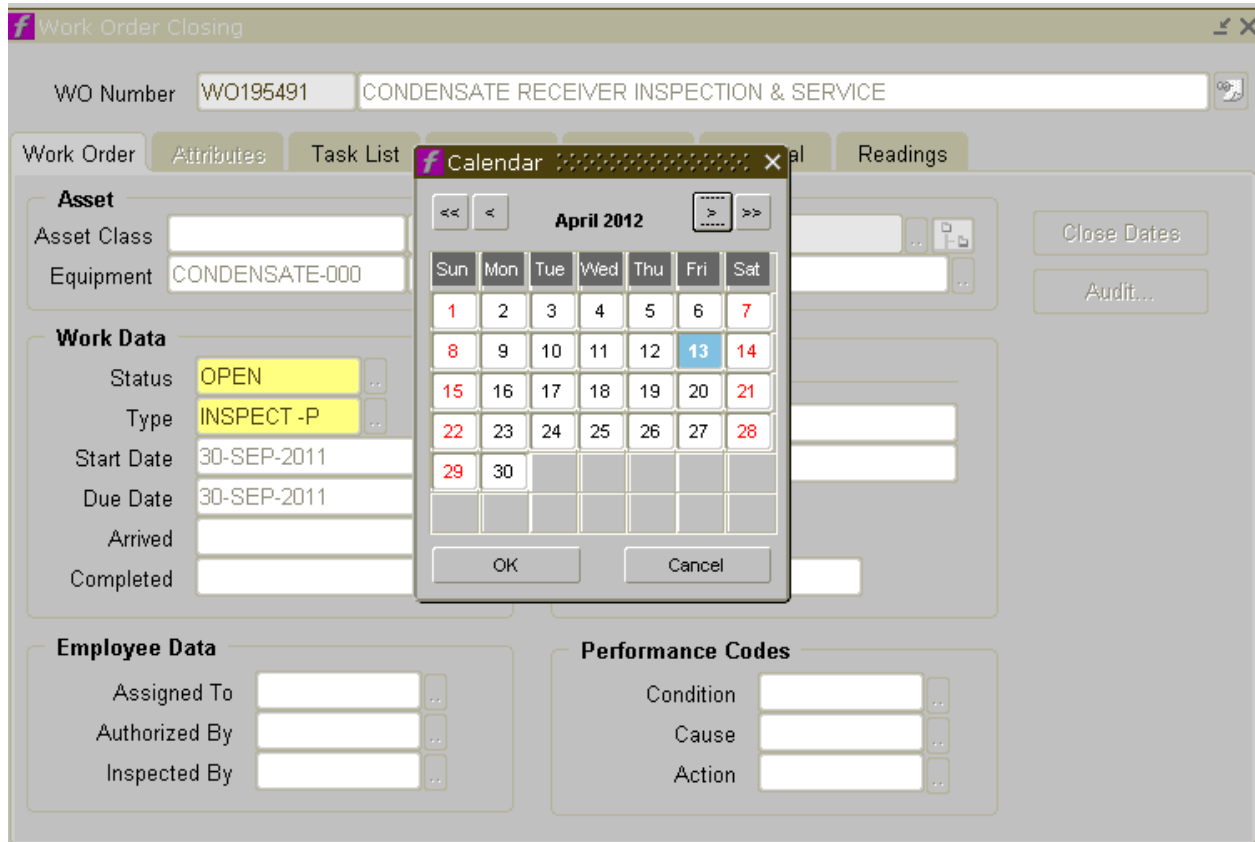 Work Order Closing
WO Number WO195491 CONDENSATE RECEIVER INSPECTION & SERVICE
Work Order Attributes Task List Readings
Calendar
<< < April 2012 > >>
Sun Mon Tue Wed Thu Fri Sat
1 2 3 4 5 6 7
8 9 10 11 12 13 14
15 16 17 18 19 20 21
22 23 24 25 26 27 28
29 30
OK Cancel
Asset
Asset Class ..
Equipment CONDENSATE-000 ..
Close Dates
Audit...
Work Data
Status OPEN ..
Type INSPECT -P ..
Start Date 30-SEP-2011
Due Date 30-SEP-2011
Arrived
Completed
Employee Data
Assigned To ..
Authorized By ..
Inspected By ..
Performance Codes
Condition ..
Cause ..
Action ..